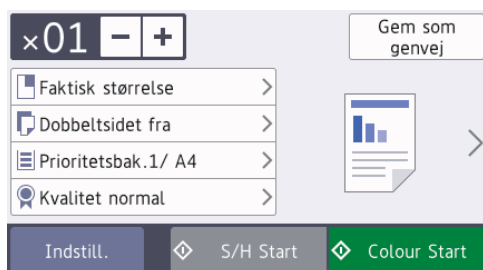 ×01 − +
Gem som
genvej
Faktisk størrelse
Dobbeltsidet fra
Prioritetsbak.1/ A4
Kvalitet normal
Indstill.
S/H Start
Colour Start